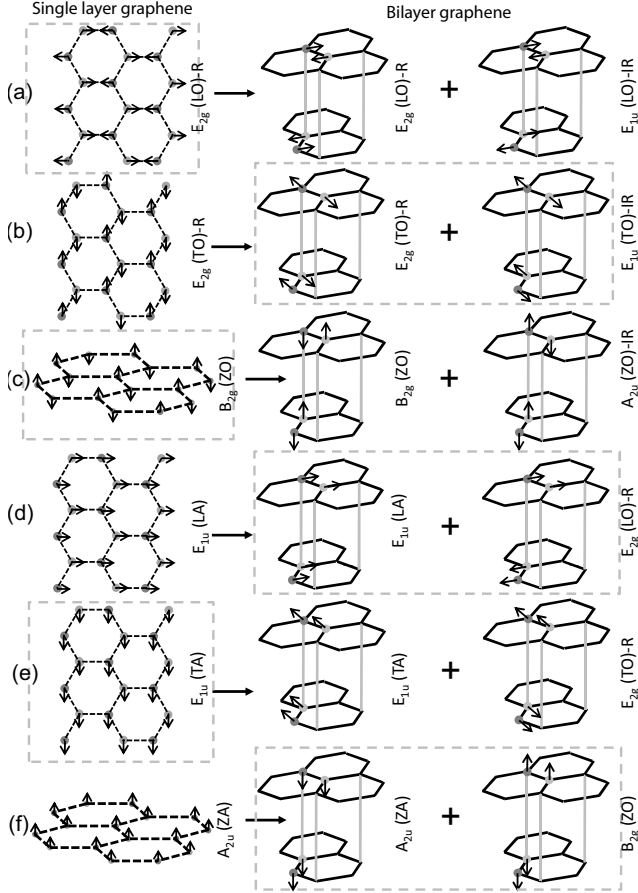 Single layer graphene
Bilayer graphene
(a)
E2g (LO)-R
E2g (LO)-R
+
E1u (LO)-IR
(b)
E2g (TO)-R
E2g (TO)-R
+
E1u (TO)-IR
(c)
B2g (ZO)
B2g (ZO)
+
A2u (ZO)-IR
(d)
E1u (LA)
E1u (LA)
+
E2g (LO)-R
(e)
E1u (TA)
E1u (TA)
+
E2g (TO)-R
(f)
A2u (ZA)
A2u (ZA)
+
B2g (ZO)